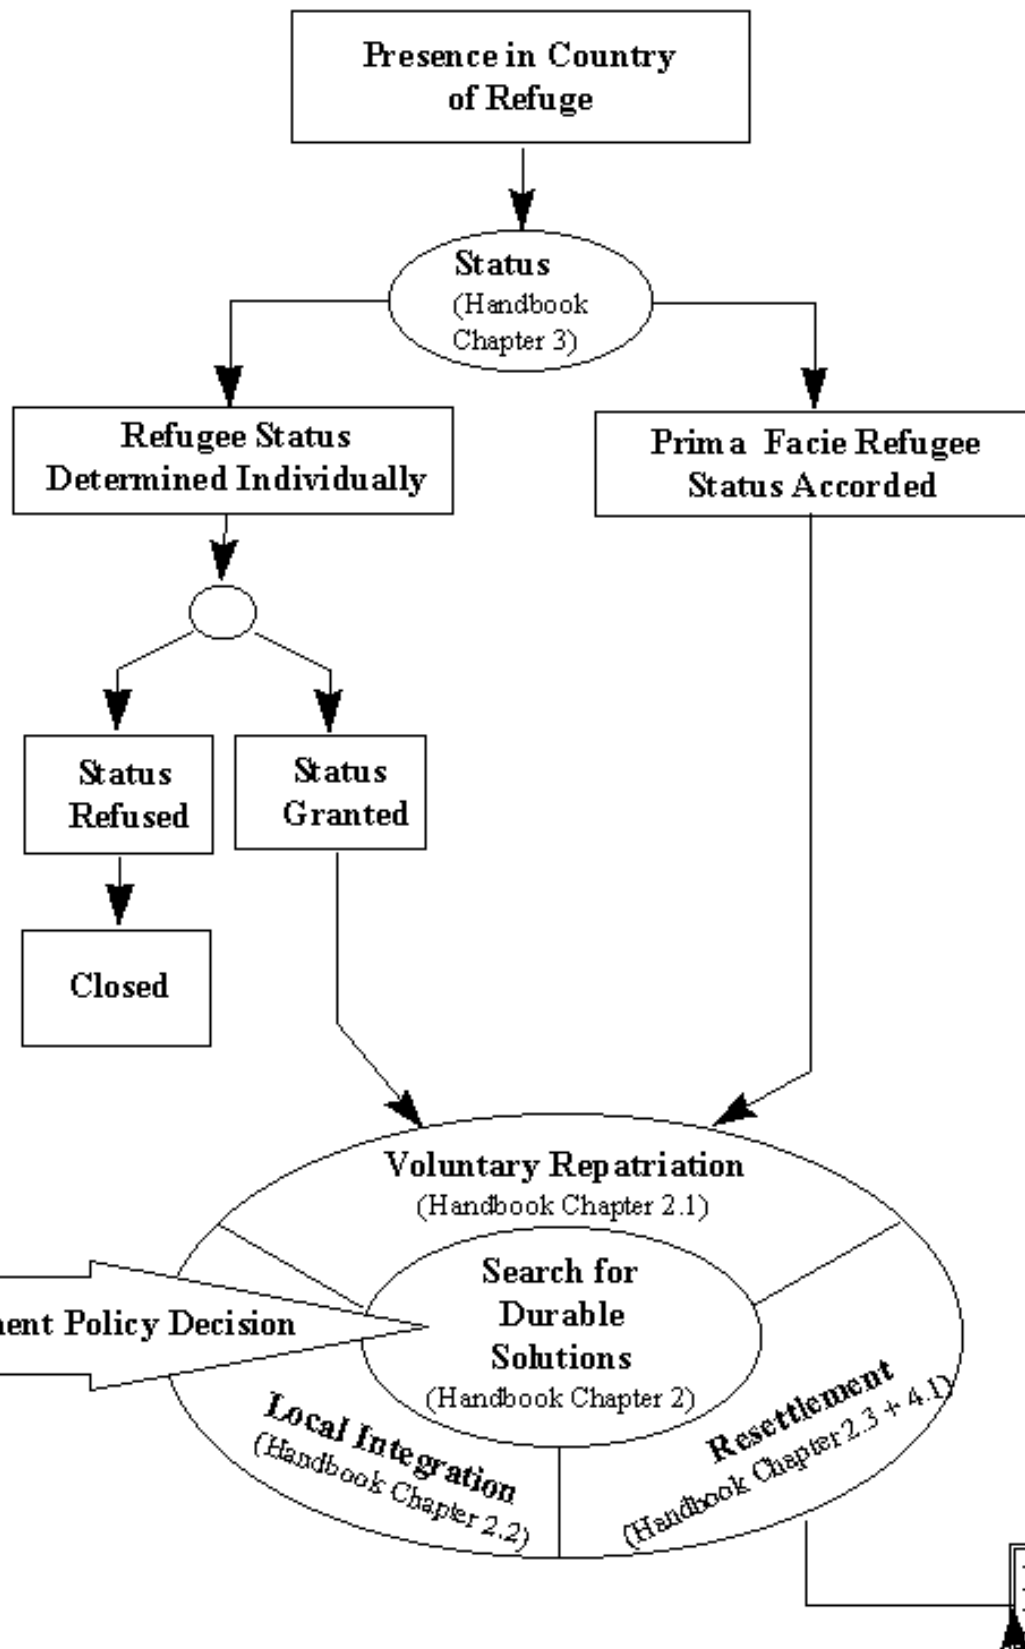 Presence in Country
of Refuge
Status
(Handbook
Chapter 3)
Refugee Status
Determined Individually
Prima Facie Refugee
Status Accorded
Status
Refused
Status
Granted
Closed
Voluntary Repatriation
(Handbook Chapter 2.1)
Search for
Durable
Solutions
(Handbook Chapter 2)
Policy Decision
Local Integration
(Handbook Chapter 2.2)
Resettlement
(Handbook Chapter 2.3 + 4.1)